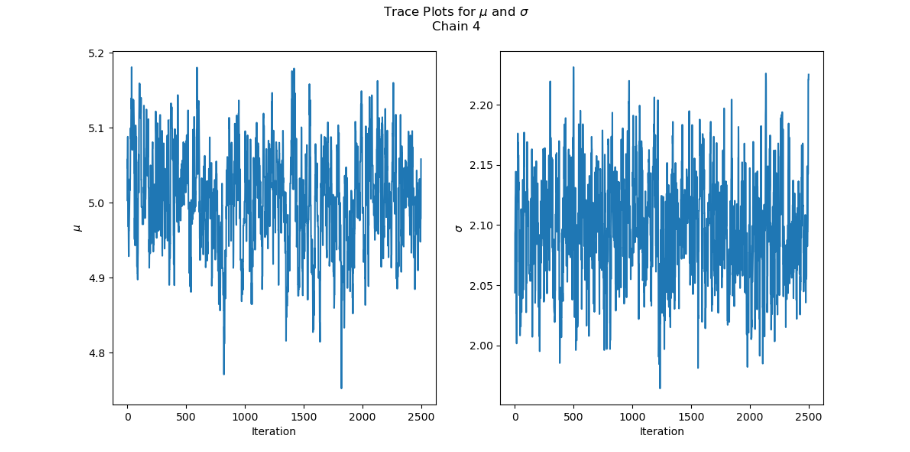 Trace Plots for μ and σ
Chain 4
μ
5.2
5.1
5.0
4.9
4.8
0 500 1000 1500 2000 2500
Iteration
σ
2.20
2.15
2.10
2.05
2.00
0 500 1000 1500 2000 2500
Iteration